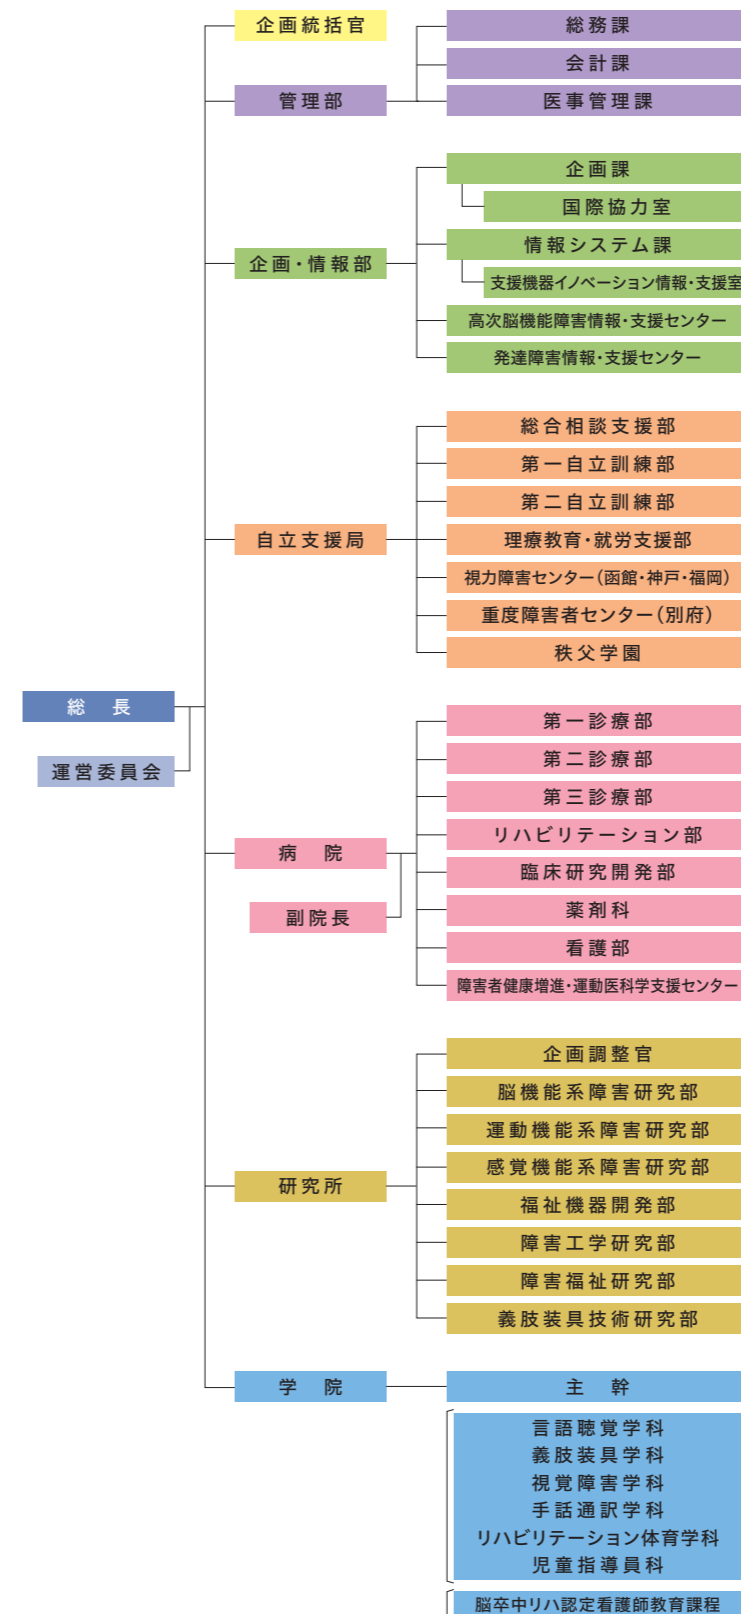 企画統括官
総務課
会計課
管理部
医事管理課
企画課
国際協力室
企画・情報部
情報システム課
支援機器イノベーション情報・支援室
高次脳機能障害情報・支援センター
発達障害情報・支援センター
総合相談支援部
第一自立訓練部
第二自立訓練部
自立支援局
理療教育・就労支援部
視力障害センター（函館・神戸・福岡）
重度障害者センター（別府）
秩父学園
総　長
運営委員会
第一診療部
第二診療部
第三診療部
リハビリテーション部
病　院
臨床研究開発部
副院長
薬剤科
看護部
障害者健康増進・運動医科学支援センター
企画調整官
脳機能系障害研究部
運動機能系障害研究部
感覚機能系障害研究部
研究所
福祉機器開発部
障害工学研究部
障害福祉研究部
義肢装具技術研究部
学　院
主　幹
言語聴覚学科
義肢装具学科
視覚障害学科
手話通訳学科
リハビリテーション体育学科
児童指導員科
脳卒中リハ認定看護師教育課程